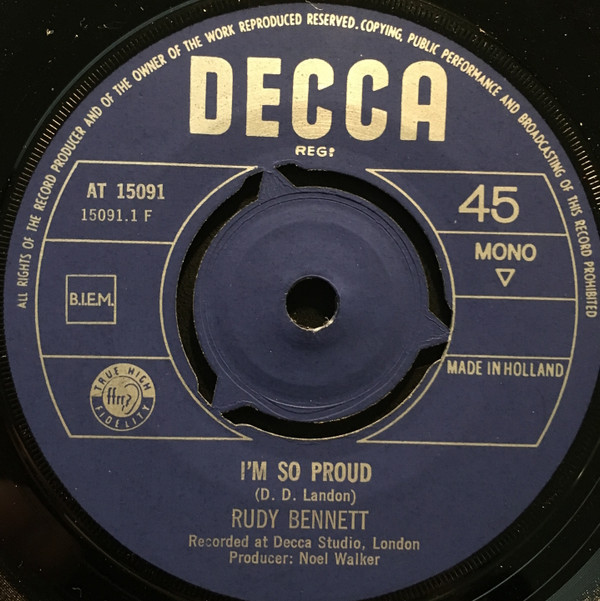 ALL RIGHTS OF THE RECORD PRODUCER AND OF THE OWNER OF THE WORK REPRODUCED RESERVED. COPYING, PUBLIC PERFORMANCE AND BROADCASTING OF THIS RECORD PROHIBITED
DECCA
REG:
AT 15091
15091.1 F
45
MONO
B.I.E.M.
MADE IN HOLLAND
TRUE HIGH
ffrr
FIDELITY
I'M SO PROUD
(D. D. Landon)
RUDY BENNETT
Recorded at Decca Studio, London
Producer: Noel Walker